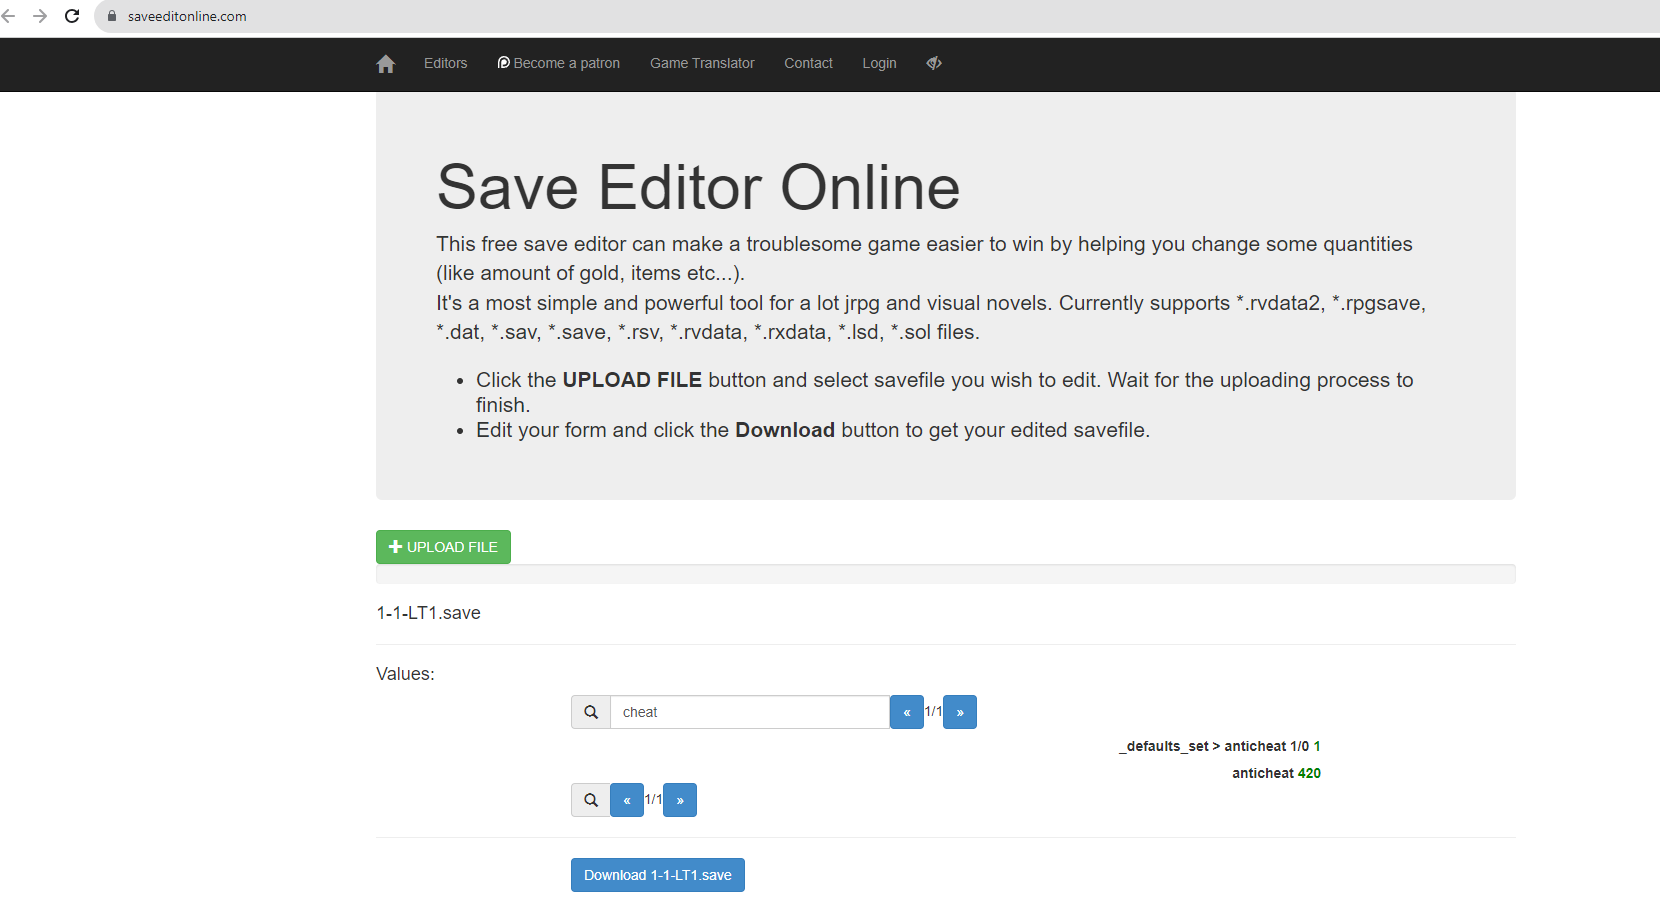 saveeditonline.com
Editors Become a patron Game Translator Contact Login
Save Editor Online
This free save editor can make a troublesome game easier to win by helping you change some quantities
(like amount of gold, items etc...).
It's a most simple and powerful tool for a lot jrpg and visual novels. Currently supports *.rvdata2, *.rpgsave,
*.dat, *.sav, *.save, *.rsv, *.rvdata, *.rxdata, *.lsd, *.sol files.
• Click the UPLOAD FILE button and select savefile you wish to edit. Wait for the uploading process to
finish.
• Edit your form and click the Download button to get your edited savefile.
UPLOAD FILE
1-1-LT1.save
Values:
cheat « 1/1 »
_defaults_set > anticheat 1/0 1
anticheat 420
« 1/1 »
Download 1-1-LT1.save